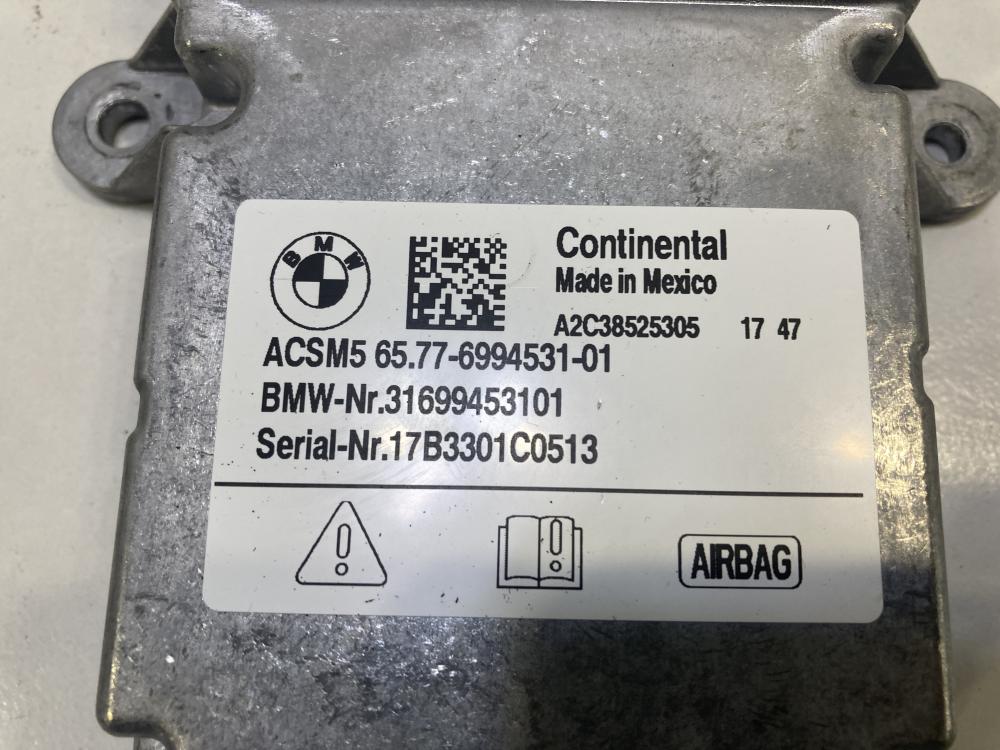 BMW
Continental
Made in Mexico
A2C38525305 17 47
ACSM5 65.77-6994531-01
BMW-Nr.31699453101
Serial-Nr.17B3301C0513
AIRBAG